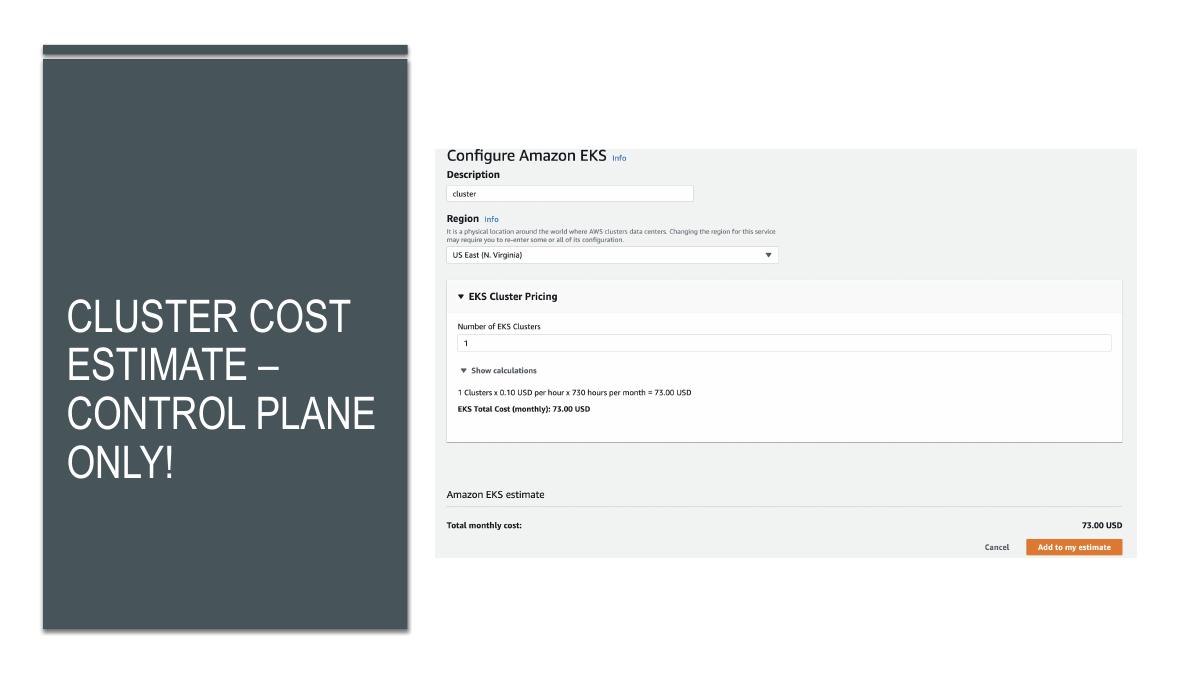 CLUSTER COST
ESTIMATE –
CONTROL PLANE
ONLY!
Configure Amazon EKS Info
Description
cluster
Region Info
It is a physical location around the world where AWS clusters data centers. Changing the region for this service
may require you to re-enter some or all of its configuration.
US East (N. Virginia)
EKS Cluster Pricing
Number of EKS Clusters
1
Show calculations
1 Clusters x 0.10 USD per hour x 730 hours per month = 73.00 USD
EKS Total Cost (monthly): 73.00 USD
Amazon EKS estimate
Total monthly cost: 73.00 USD
Cancel Add to my estimate